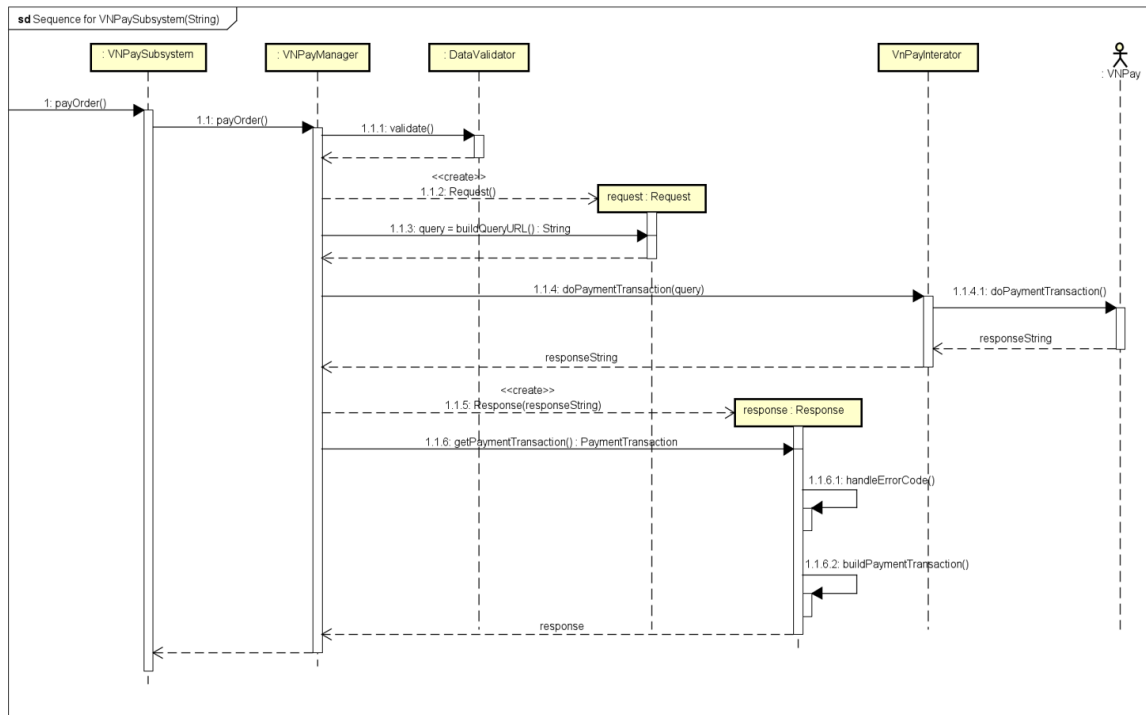 sd Sequence for VNPaySubsystem(String)
: VNPaySubsystem
: VNPayManager
: DataValidator
VnPayInterator
: VNPay
1: payOrder()
1.1: payOrder()
1.1.1: validate()
<<create>>
1.1.2: Request()
request : Request
1.1.3: query = buildQueryURL() : String
1.1.4: doPaymentTransaction(query)
1.1.4.1: doPaymentTransaction()
responseString
responseString
<<create>>
1.1.5: Response(responseString)
response : Response
1.1.6: getPaymentTransaction() : PaymentTransaction
1.1.6.1: handleErrorCode()
1.1.6.2: buildPaymentTransaction()
response